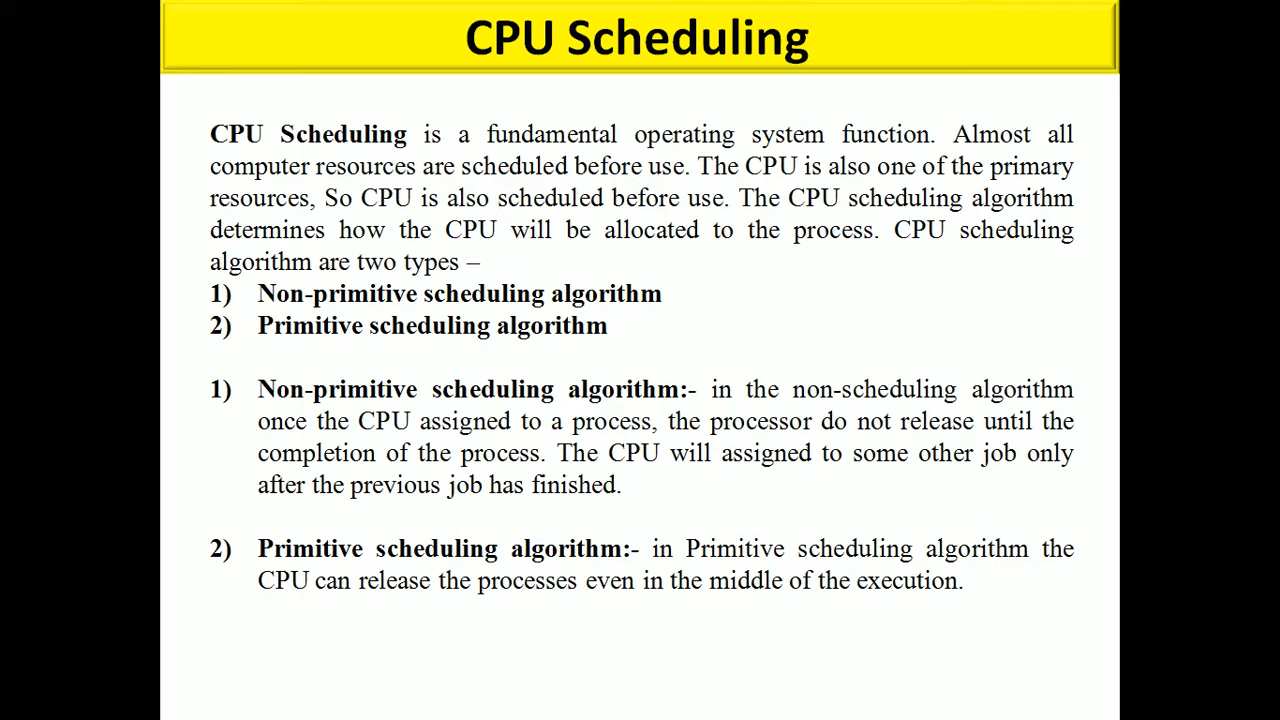 CPU Scheduling
CPU Scheduling is a fundamental operating system function. Almost all
computer resources are scheduled before use. The CPU is also one of the primary
resources, So CPU is also scheduled before use. The CPU scheduling algorithm
determines how the CPU will be allocated to the process. CPU scheduling
algorithm are two types –
1) Non-primitive scheduling algorithm
2) Primitive scheduling algorithm
1) Non-primitive scheduling algorithm:- in the non-scheduling algorithm
once the CPU assigned to a process, the processor do not release until the
completion of the process. The CPU will assigned to some other job only
after the previous job has finished.
2) Primitive scheduling algorithm:- in Primitive scheduling algorithm the
CPU can release the processes even in the middle of the execution.